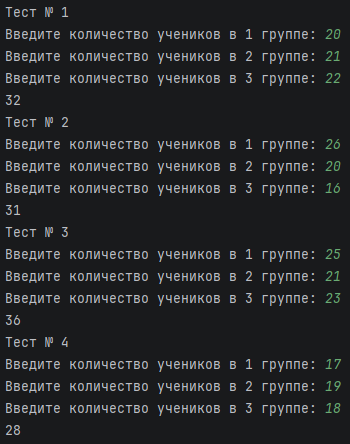 Тест № 1
Введите количество учеников в 1 группе: 20
Введите количество учеников в 2 группе: 21
Введите количество учеников в 3 группе: 22
32
Тест № 2
Введите количество учеников в 1 группе: 26
Введите количество учеников в 2 группе: 20
Введите количество учеников в 3 группе: 16
31
Тест № 3
Введите количество учеников в 1 группе: 25
Введите количество учеников в 2 группе: 21
Введите количество учеников в 3 группе: 23
36
Тест № 4
Введите количество учеников в 1 группе: 17
Введите количество учеников в 2 группе: 19
Введите количество учеников в 3 группе: 18
28